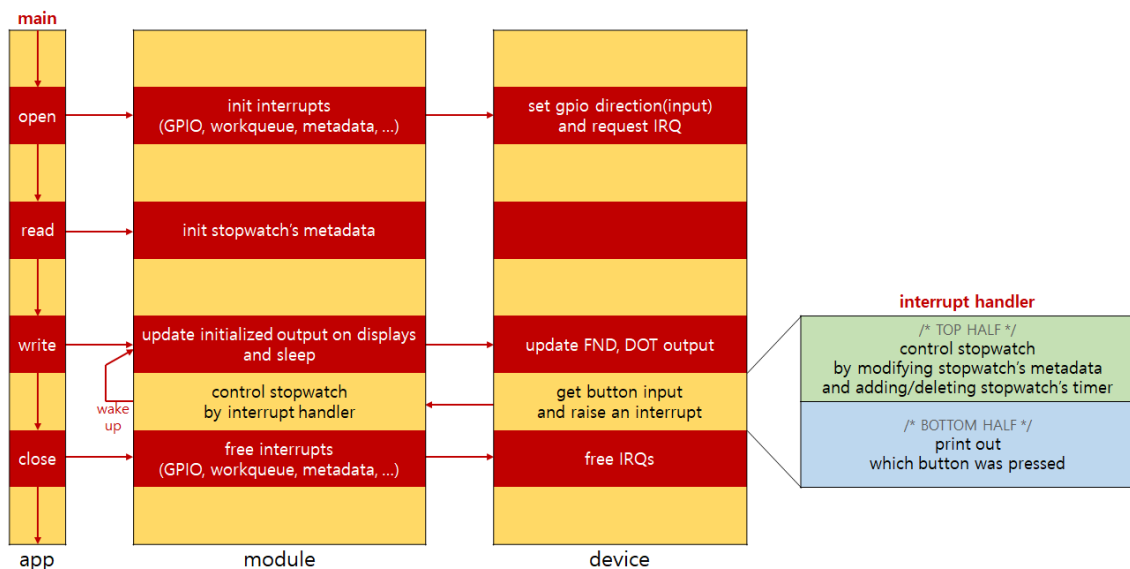 main
open
init interrupts
(GPIO, workqueue, metadata, ...)
set gpio direction(input)
and request IRQ
read
init stopwatch's metadata
write
update initialized output on displays
and sleep
update FND, DOT output
wake
up
control stopwatch
by interrupt handler
get button input
and raise an interrupt
close
free interrupts
(GPIO, workqueue, metadata, ...)
free IRQs
interrupt handler
/* TOP HALF */
control stopwatch
by modifying stopwatch's metadata
and adding/deleting stopwatch's timer
/* BOTTOM HALF */
print out
which button was pressed
app
module
device